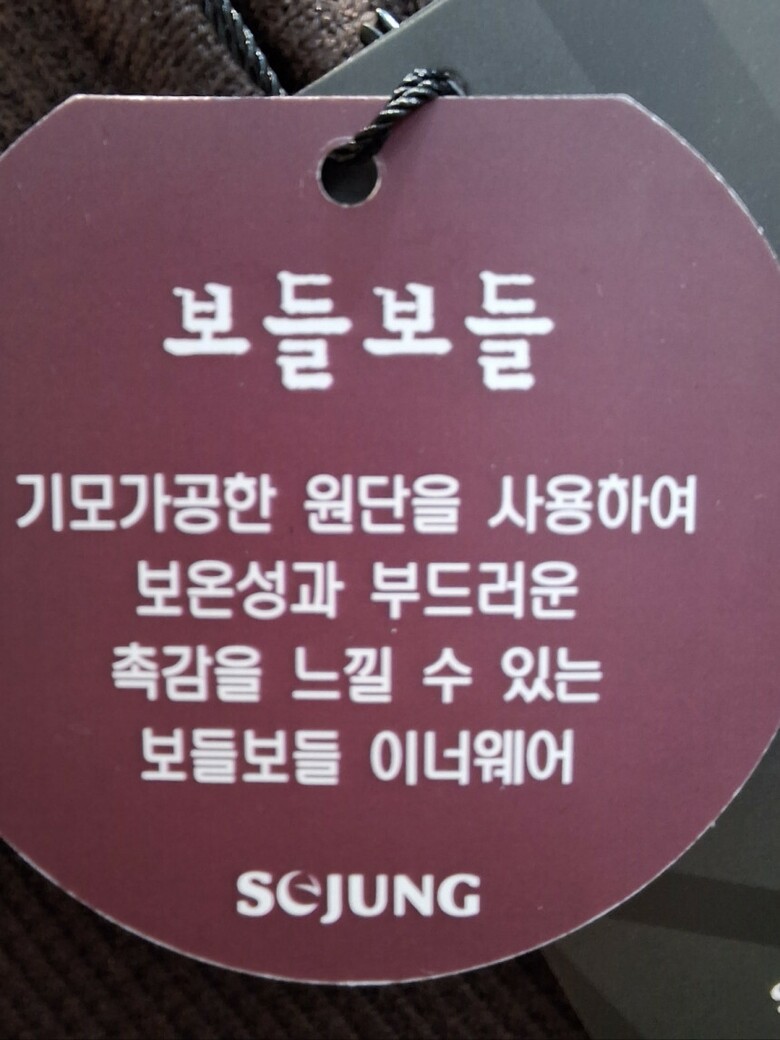 보들보들
기모가공한 원단을 사용하여
보온성과 부드러운
촉감을 느낄 수 있는
보들보들 이너웨어
SeJUNG